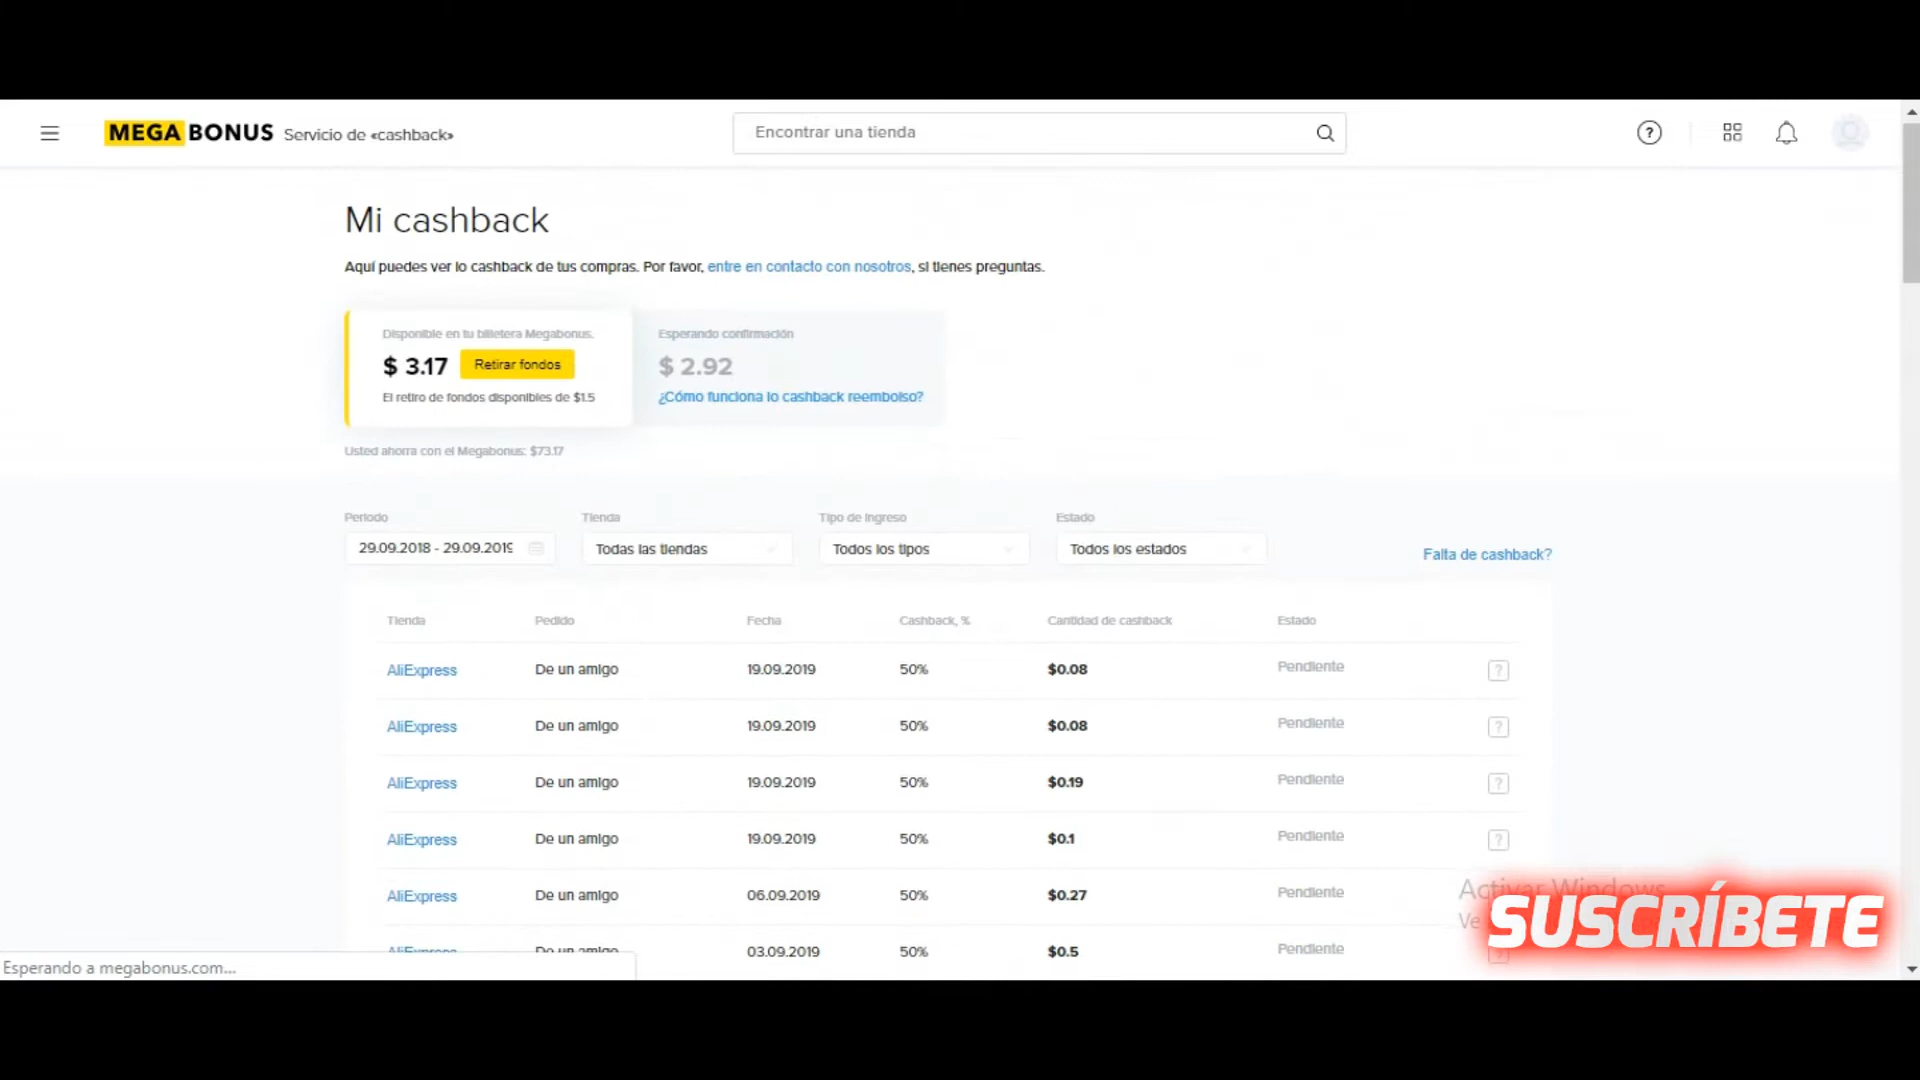 MEGA BONUS Servicio de «cashback»
Encontrar una tienda
?
Mi cashback
Aquí puedes ver lo cashback de tus compras. Por favor, entre en contacto con nosotros, si tienes preguntas.
Disponible en tu billetera Megabonus.
$ 3.17 Retirar fondos
El retiro de fondos disponibles de $1.5
Esperando confirmación
$ 2.92
¿Cómo funciona lo cashback reembolso?
Usted ahorra con el Megabonus: $73.17
Periodo Tienda Tipo de ingreso Estado
29.09.2018 - 29.09.2019 Todas las tiendas Todos los tipos Todos los estados Falta de cashback?
Tienda Pedido Fecha Cashback, % Cantidad de cashback Estado
AliExpress De un amigo 19.09.2019 50% $0.08 Pendiente ?
AliExpress De un amigo 19.09.2019 50% $0.08 Pendiente ?
AliExpress De un amigo 19.09.2019 50% $0.19 Pendiente ?
AliExpress De un amigo 19.09.2019 50% $0.1 Pendiente ?
AliExpress De un amigo 06.09.2019 50% $0.27 Pendiente
AliExpress De un amigo 03.09.2019 50% $0.5 Pendiente
Activar Windows
Ve
SUSCRÍBETE
Esperando a megabonus.com...